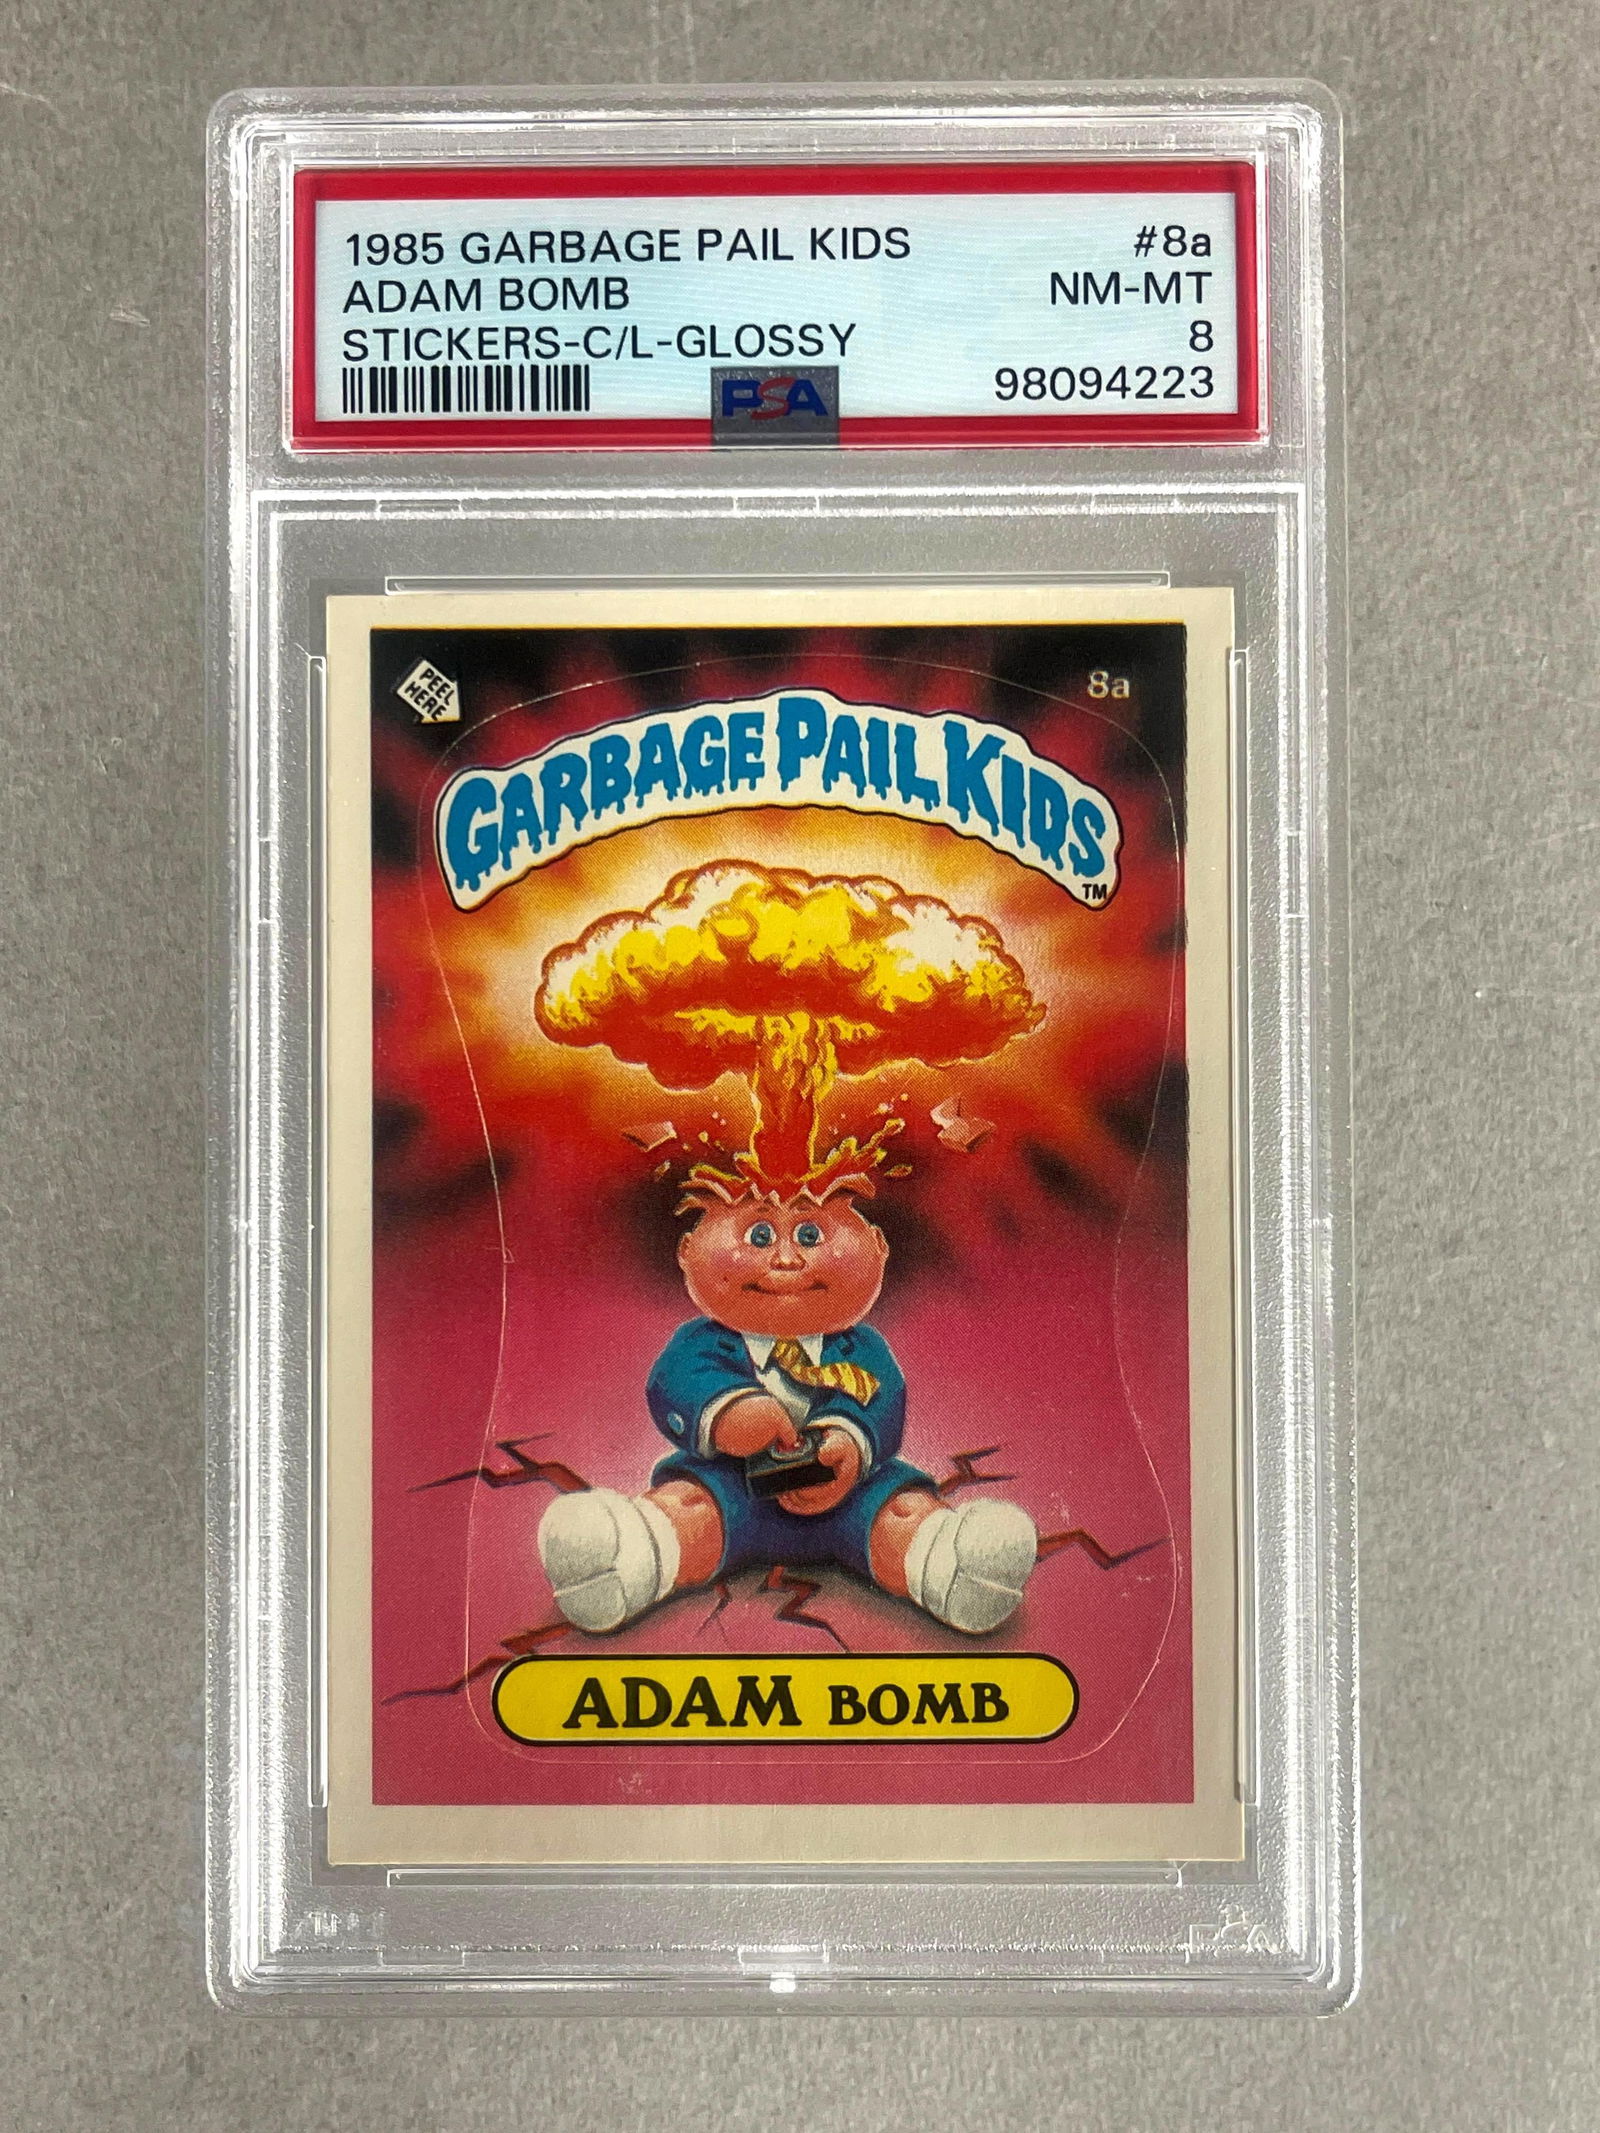 1985 GARBAGE PAIL KIDS #8a
ADAM BOMB NM-MT
STICKERS-C/L-GLOSSY 8
PSA 98094223
PEEL HERE
8a
GARBAGE PAIL KIDS
TM
ADAM BOMB
PSA